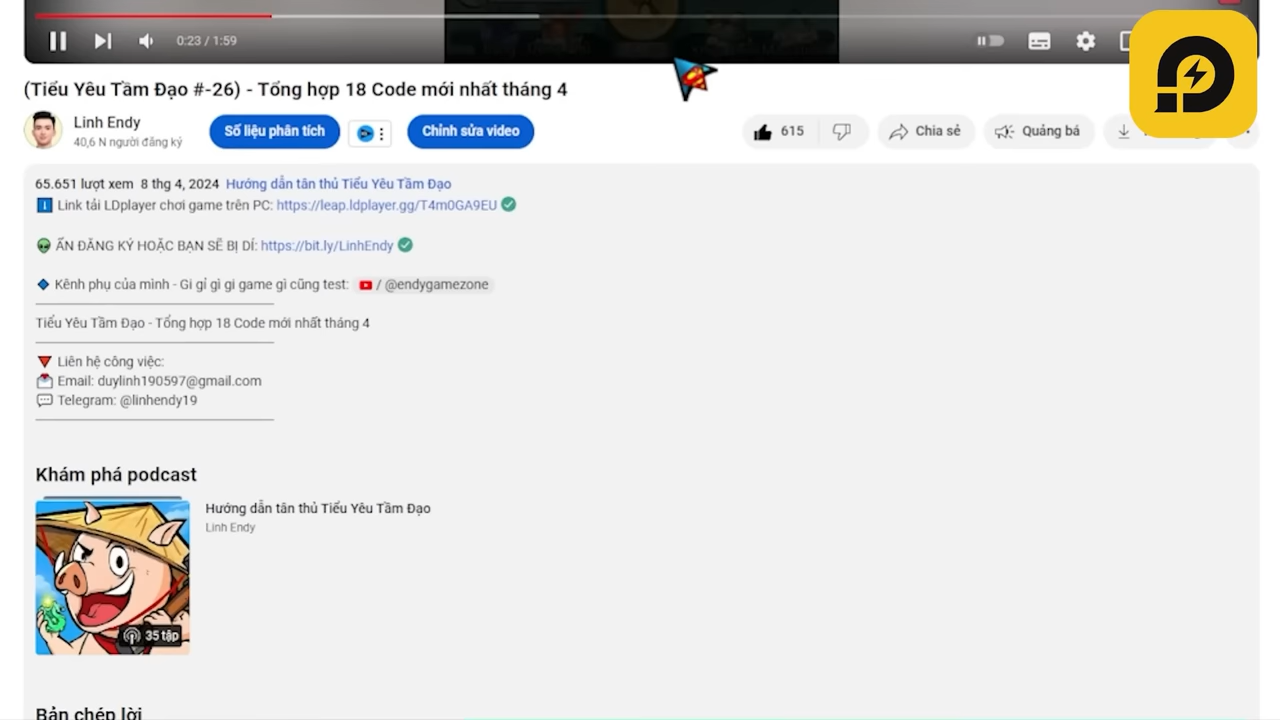 0:23 / 1:59
(Tiểu Yêu Tầm Đạo #-26) - Tổng hợp 18 Code mới nhất tháng 4
Linh Endy
40,6 N người đăng ký
Số liệu phân tích
Chỉnh sửa video
615
Chia sẻ
Quảng bá
65.651 lượt xem 8 thg 4, 2024 Hướng dẫn tân thủ Tiểu Yêu Tầm Đạo
Link tải LDplayer chơi game trên PC: https://leap.ldplayer.gg/T4m0GA9EU
ẤN ĐĂNG KÝ HOẶC BẠN SẼ BỊ DÍ: https://bit.ly/LinhEndy
Kênh phụ của mình - Gi gỉ gì gi game gì cũng test: / @endygamezone
Tiểu Yêu Tầm Đạo - Tổng hợp 18 Code mới nhất tháng 4
Liên hệ công việc:
Email: duylinh190597@gmail.com
Telegram: @linhendy19
Khám phá podcast
Hướng dẫn tân thủ Tiểu Yêu Tầm Đạo
Linh Endy
35 tập
Bản chép lời